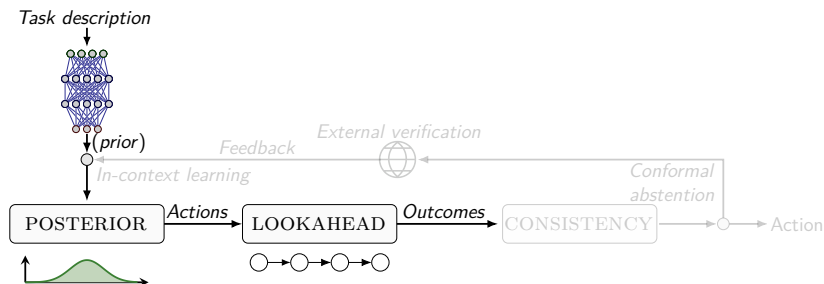 Task description
(prior)
External verification
Feedback
In-context learning
Conformal
abstention
POSTERIOR
Actions
LOOKAHEAD
Outcomes
CONSISTENCY
Action